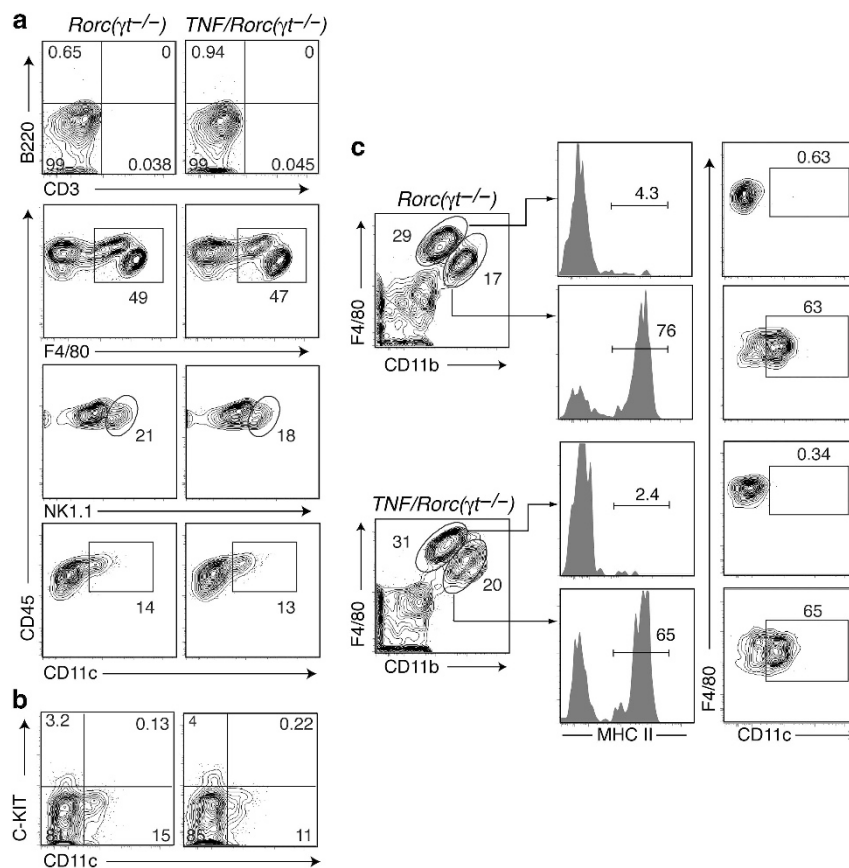 a
Rorc(γt−/−) TNF/Rorc(γt−/−)
0.65 0 0.94 0
99 0.038 99 0.045
B220
CD3
49 47
F4/80
21 18
NK1.1
14 13
CD45
CD11c
b
3.2 0.13 4 0.22
81 15 85 11
C-KIT
CD11c
c
Rorc(γt−/−)
29
17
F4/80
CD11b
4.3
0.63
76
63
TNF/Rorc(γt−/−)
31
20
F4/80
CD11b
2.4
0.34
65
65
MHC II
F4/80
CD11c